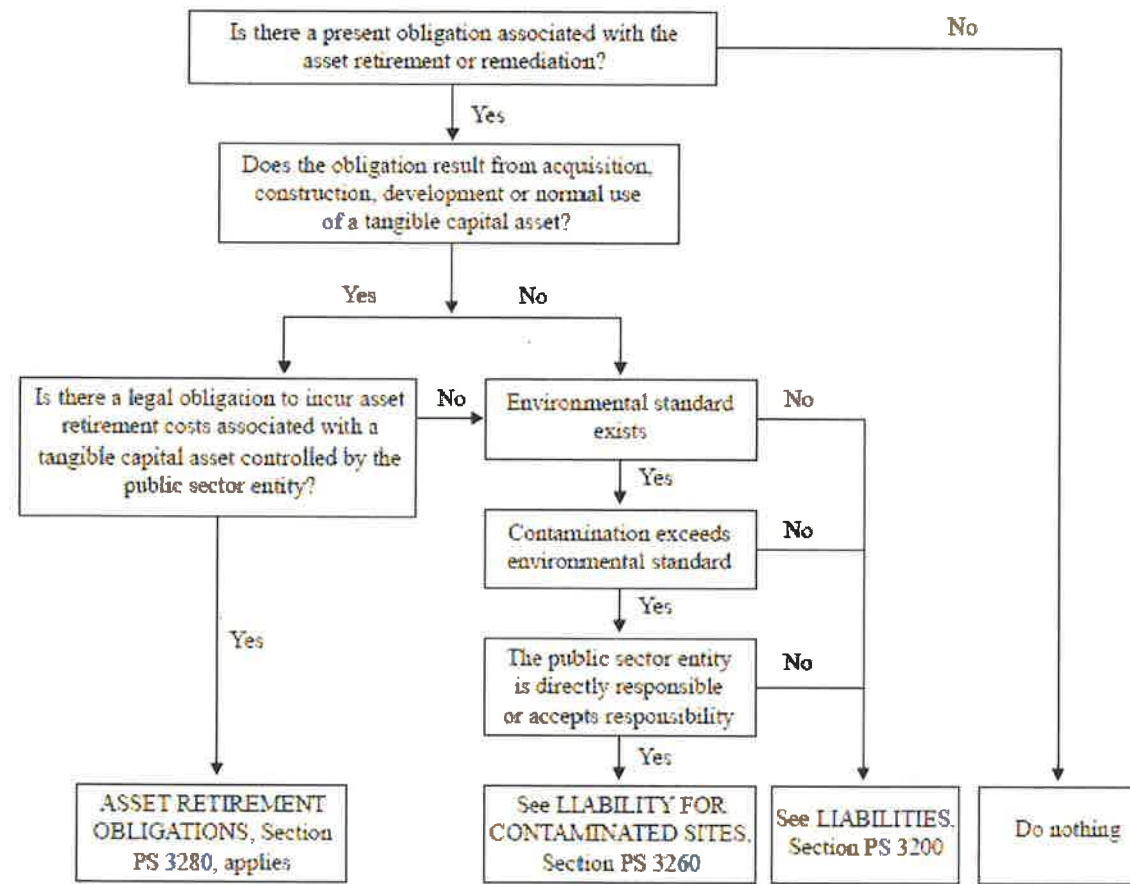 Is there a present obligation associated with the
asset retirement or remediation?
No
Yes
Does the obligation result from acquisition,
construction, development or normal use
of a tangible capital asset?
Yes
No
Is there a legal obligation to incur asset
retirement costs associated with a
tangible capital asset controlled by the
public sector entity?
No
Environmental standard
exists
No
Yes
Contamination exceeds
environmental standard
No
Yes
Yes
The public sector entity
is directly responsible
or accepts responsibility
No
Yes
ASSET RETIREMENT
OBLIGATIONS, Section
PS 3280, applies
See LIABILITY FOR
CONTAMINATED SITES,
Section PS 3260
See LIABILITIES,
Section PS 3200
Do nothing